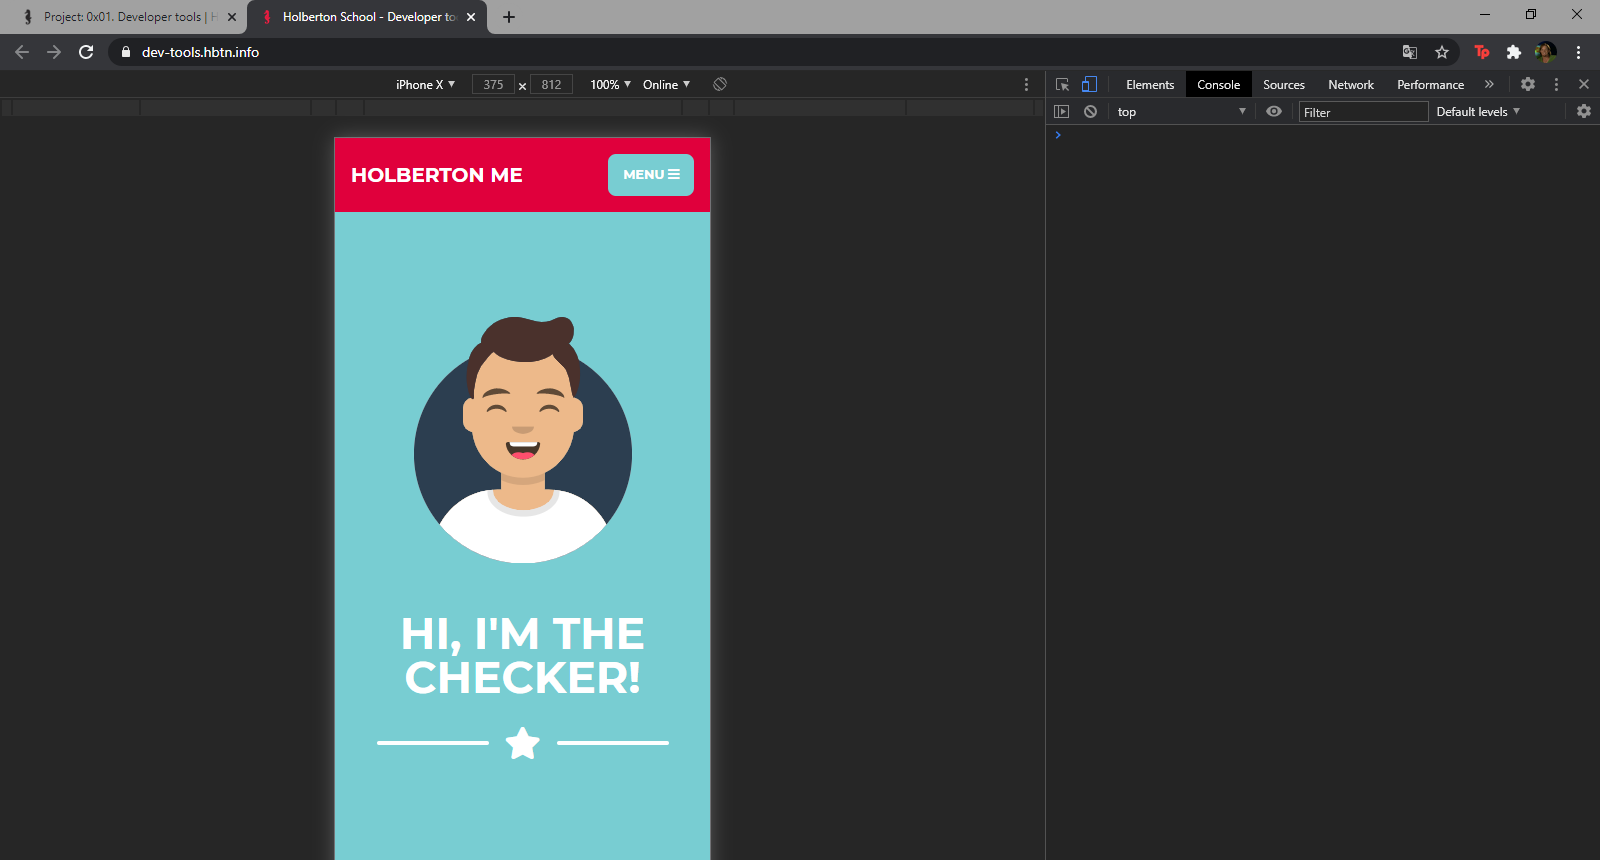 Project: 0x01. Developer tools | H
Holberton School - Developer to
dev-tools.hbtn.info
iPhone X ▼ 375 × 812 100% ▼ Online ▼
Elements Console Sources Network Performance »
top ▼ Filter Default levels ▼
HOLBERTON ME
MENU
HI, I'M THE
CHECKER!
Tp